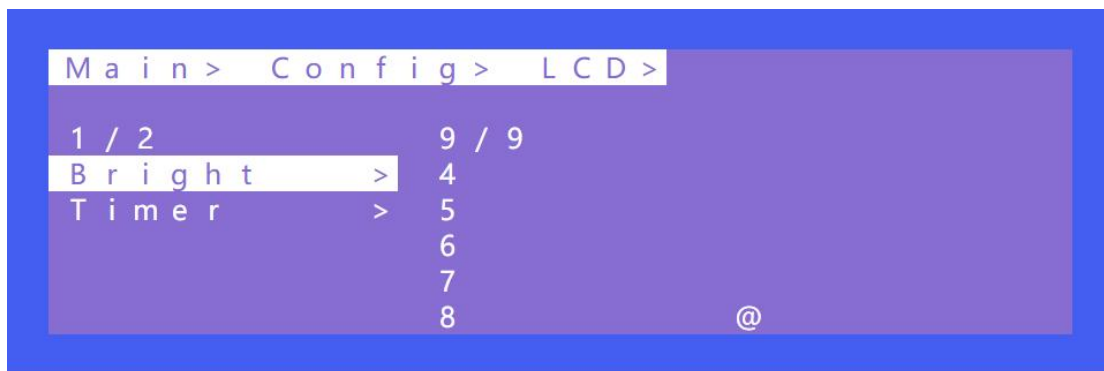 Main> Config> LCD>
1/2 9/9
Bright > 4
Timer > 5
6
7
8 @